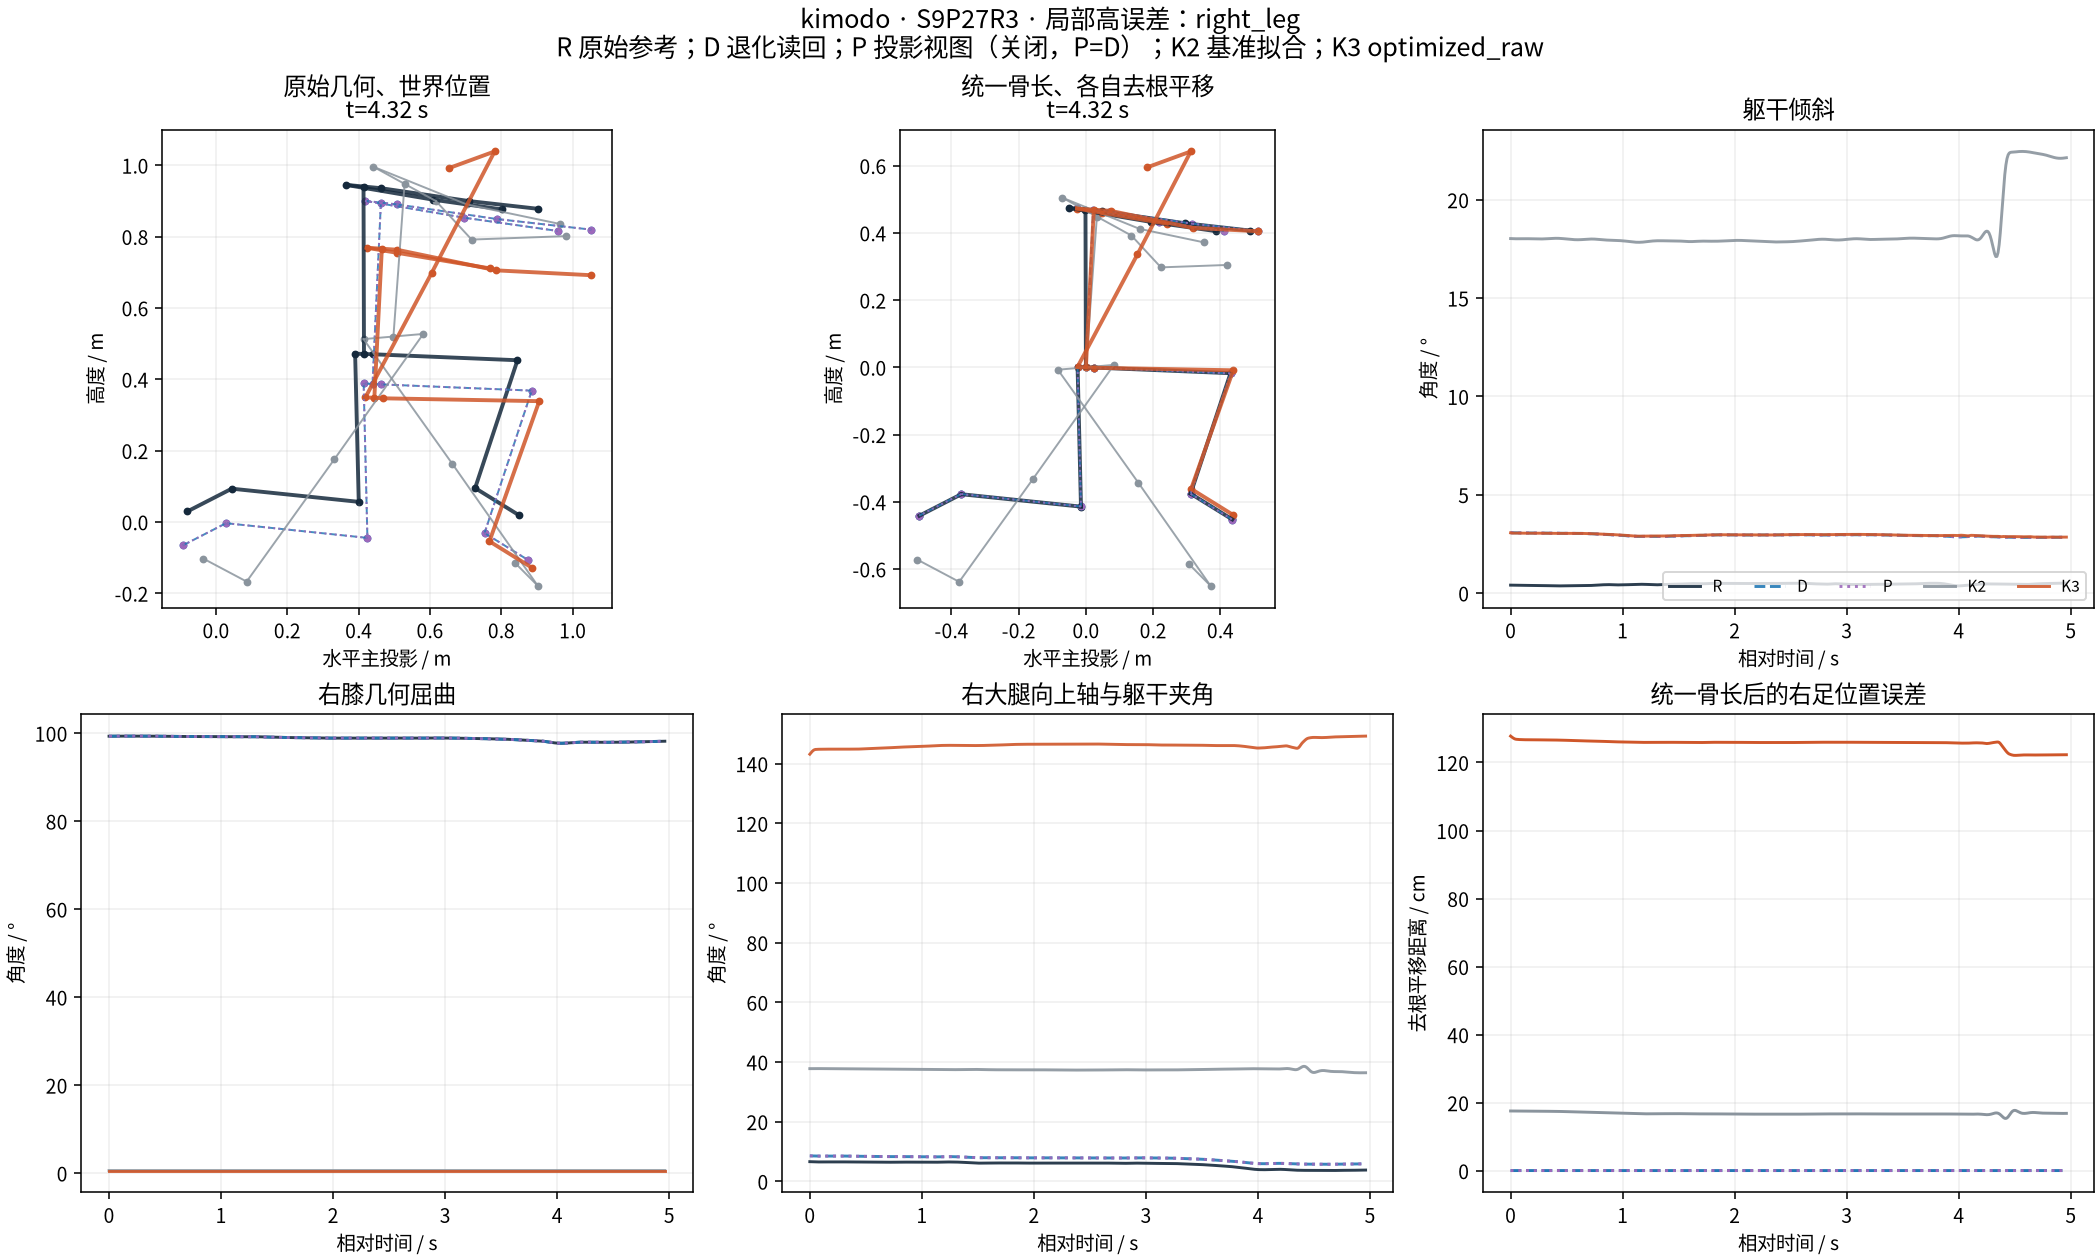 kimodo · S9P27R3 · 局部高误差：right_leg
R 原始参考；D 退化读回；P 投影视图（关闭，P=D）；K2 基准拟合；K3 optimized_raw
原始几何、世界位置
t=4.32 s
1.0
0.8
0.6
0.4
0.2
0.0
-0.2
高度 / m
0.0
0.2
0.4
0.6
0.8
1.0
水平主投影 / m
统一骨长、各自去根平移
t=4.32 s
0.6
0.4
0.2
0.0
-0.2
-0.4
-0.6
高度 / m
-0.4
-0.2
0.0
0.2
0.4
水平主投影 / m
躯干倾斜
20
15
10
5
0
角度 / °
R
D
P
K2
K3
0
1
2
3
4
5
相对时间 / s
右膝几何屈曲
100
80
60
40
20
0
角度 / °
0
1
2
3
4
5
相对时间 / s
右大腿向上轴与躯干夹角
140
120
100
80
60
40
20
0
角度 / °
0
1
2
3
4
5
相对时间 / s
统一骨长后的右足位置误差
120
100
80
60
40
20
0
去根平移距离 / cm
0
1
2
3
4
5
相对时间 / s